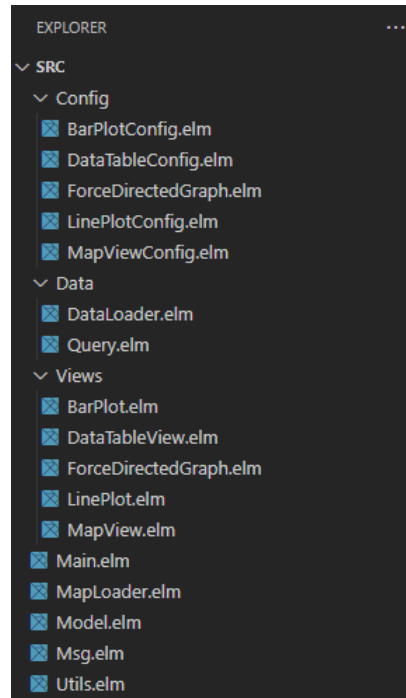 EXPLORER ...
SRC
Config
BarPlotConfig.elm
DataTableConfig.elm
ForceDirectedGraph.elm
LinePlotConfig.elm
MapViewConfig.elm
Data
DataLoader.elm
Query.elm
Views
BarPlot.elm
DataTableView.elm
ForceDirectedGraph.elm
LinePlot.elm
MapView.elm
Main.elm
MapLoader.elm
Model.elm
Msg.elm
Utils.elm